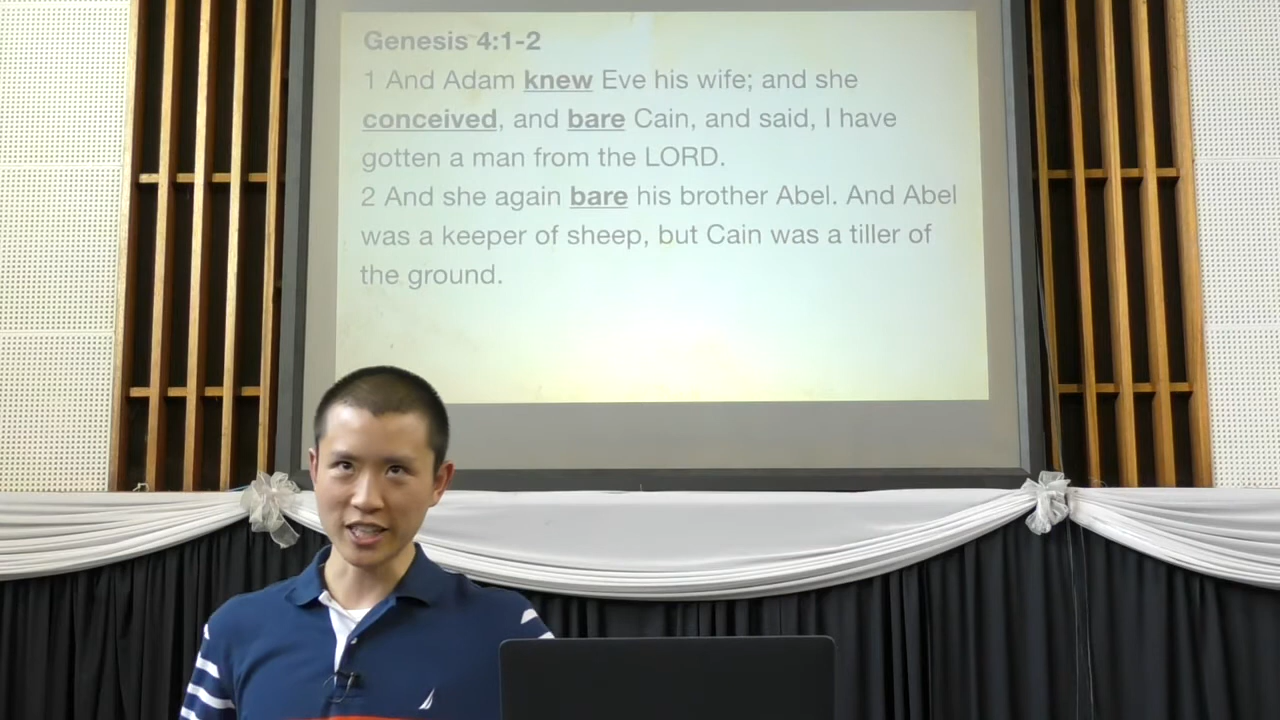 Genesis 4:1-2
1 And Adam knew Eve his wife; and she
conceived, and bare Cain, and said, I have
gotten a man from the LORD.
2 And she again bare his brother Abel. And Abel
was a keeper of sheep, but Cain was a tiller of
the ground.